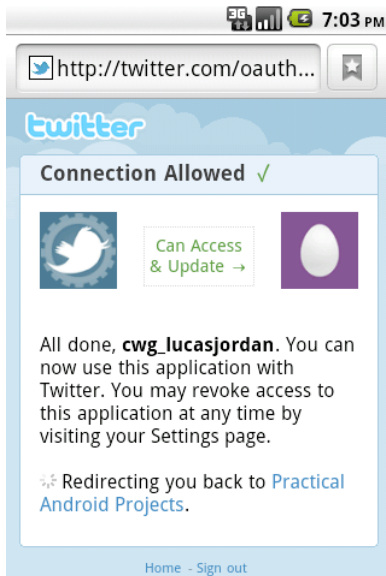 3G 7:03 PM
http://twitter.com/oauth...
twitter
Connection Allowed ✓
Can Access
& Update →
All done, cwg_lucasjordan. You can
now use this application with
Twitter. You may revoke access to
this application at any time by
visiting your Settings page.
Redirecting you back to Practical
Android Projects.
Home - Sign out